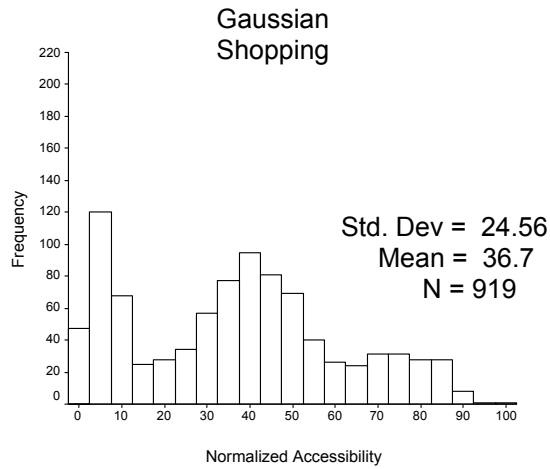 Gaussian
Shopping
220
200
180
160
140
120
100
80
60
40
20
0
Frequency
Std. Dev = 24.56
Mean = 36.7
N = 919
0 10 20 30 40 50 60 70 80 90 100
Normalized Accessibility